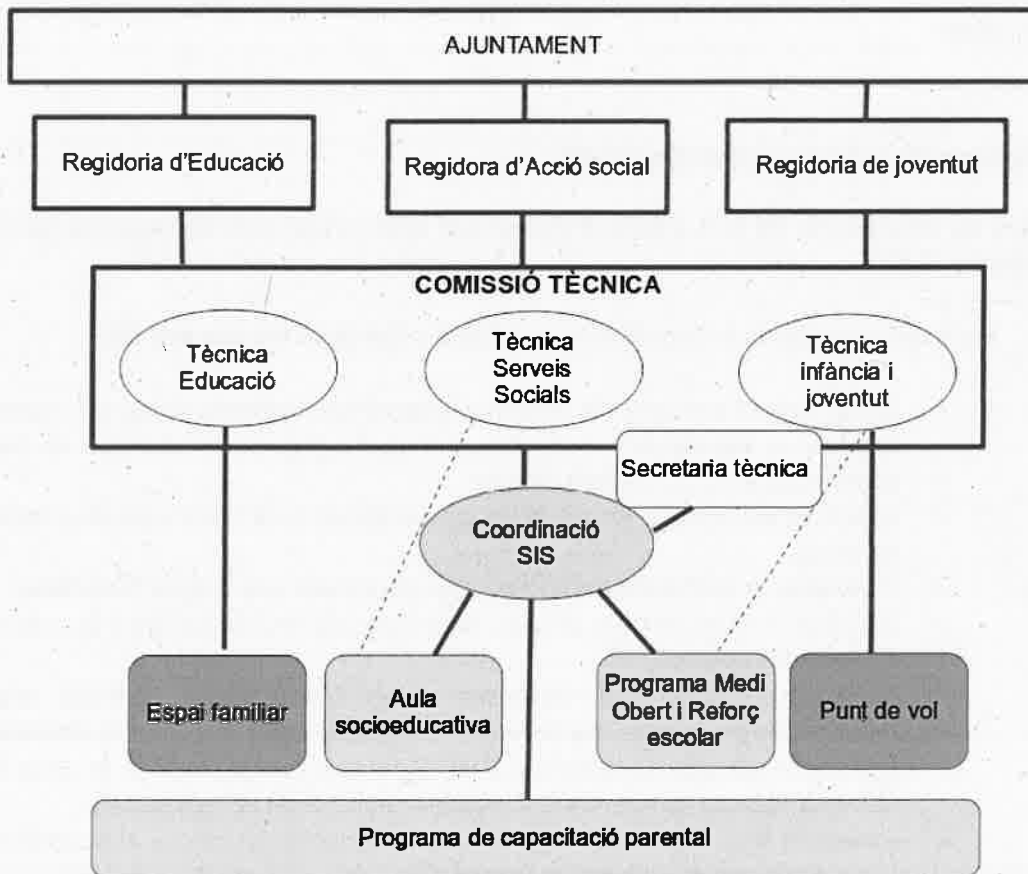 AJUNTAMENT
Regidoria d'Educació
Regidora d'Acció social
Regidoria de joventut
COMISSIÓ TÈCNICA
Tècnica
Educació
Tècnica
Serveis
Socials
Tècnica
infància i
joventut
Secretaria tècnica
Coordinació
SIS
Espai familiar
Aula
socioeducativa
Programa Medi
Obert i Reforç
escolar
Punt de vol
Programa de capacitació parental